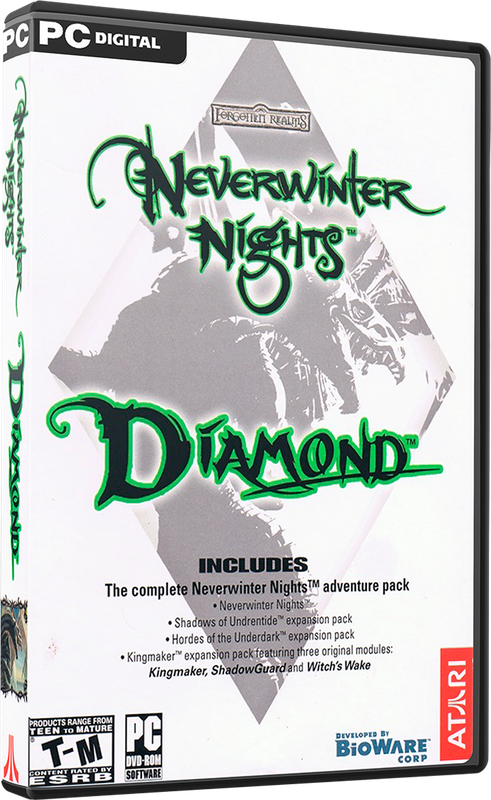 PC
PC DIGITAL
FORGOTTEN REALMS
NEVERWINTER
NIGHTS™
DIAMOND™
INCLUDES
The complete Neverwinter Nights™ adventure pack
• Neverwinter Nights™
• Shadows of Undrentide™ expansion pack
• Hordes of the Underdark™ expansion pack
• Kingmaker™ expansion pack featuring three original modules:
Kingmaker, ShadowGuard and Witch's Wake
NEVERWINTER
NIGHTS
DIAMOND
PRODUCTS RANGE FROM
TEEN TO MATURE
T-M
CONTENT RATED BY
ESRB
PC
DVD-ROM
SOFTWARE
DEVELOPED BY
BIOWARE™
CORP
ATARI